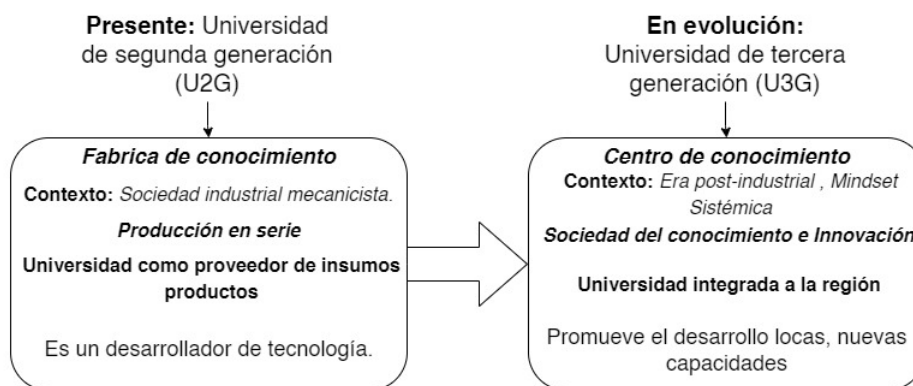 Presente: Universidad
de segunda generación
(U2G)
Fabrica de conocimiento
Contexto: Sociedad industrial mecanicista.
Producción en serie
Universidad como proveedor de insumos
productos
Es un desarrollador de tecnología.
En evolución:
Universidad de tercera
generación (U3G)
Centro de conocimiento
Contexto: Era post-industrial , Mindset
Sistémica
Sociedad del conocimiento e Innovación
Universidad integrada a la región
Promueve el desarrollo locas, nuevas
capacidades